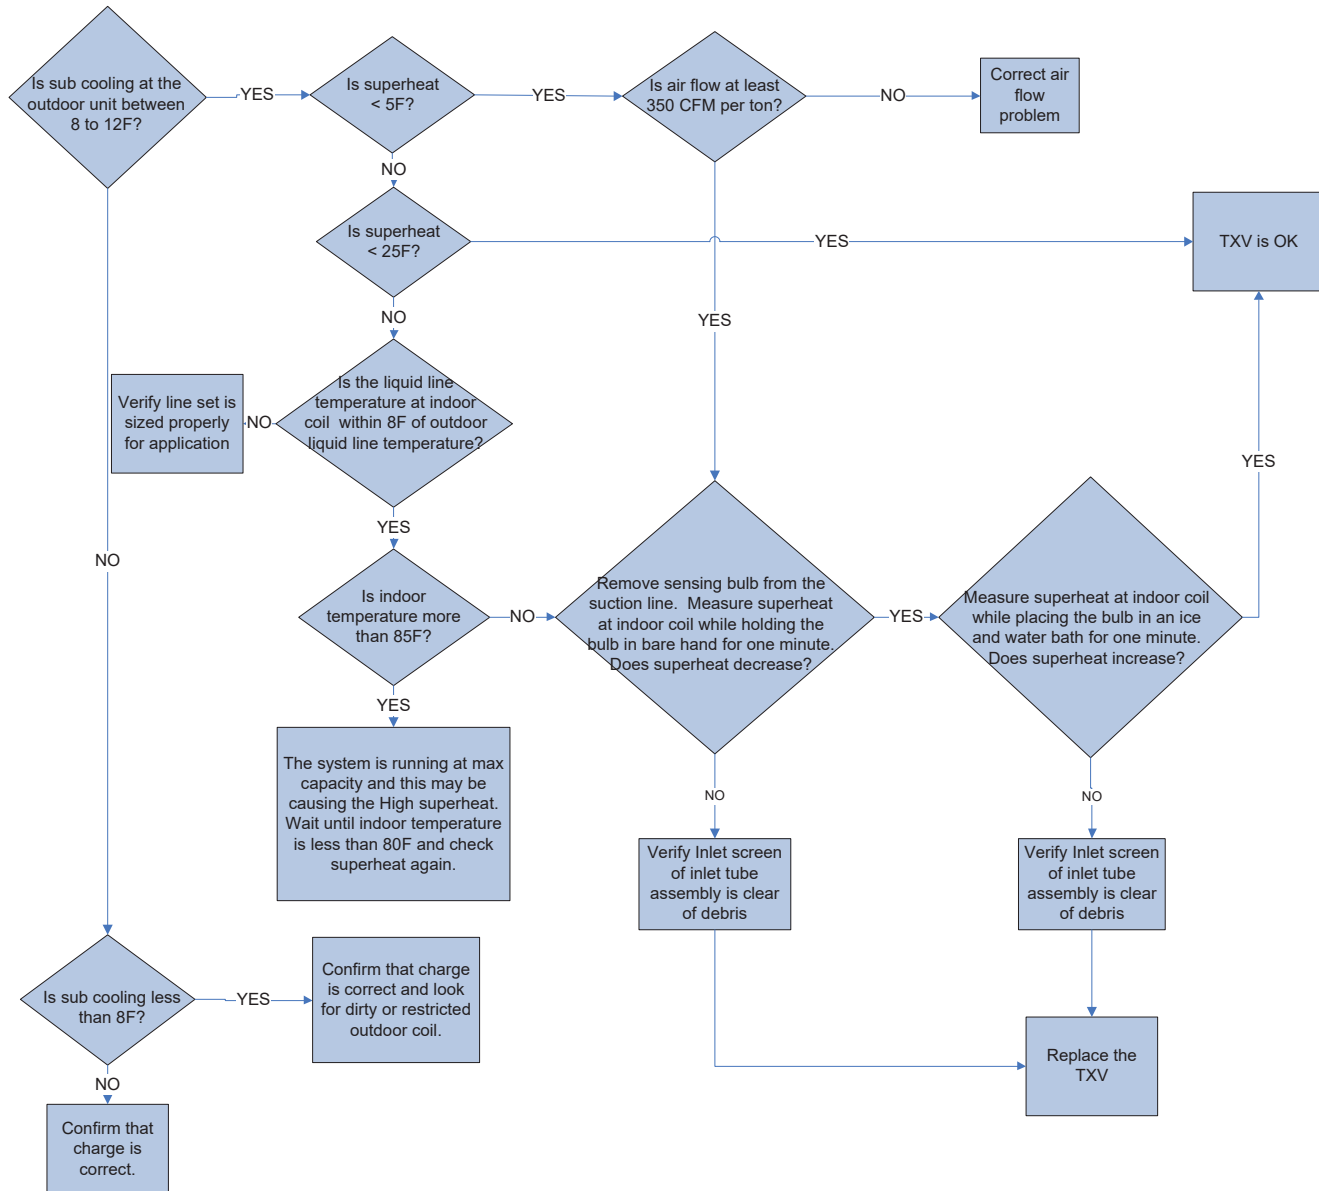 Is sub cooling at the
outdoor unit between
8 to 12F?
YES
Is superheat
< 5F?
YES
Is air flow at least
350 CFM per ton?
NO
Correct air
flow
problem
NO
Is superheat
< 25F?
YES
TXV is OK
NO
YES
Is the liquid line
temperature at indoor
coil within 8F of outdoor
liquid line temperature?
NO
Verify line set is
sized properly
for application
YES
YES
NO
Is indoor
temperature more
than 85F?
NO
Remove sensing bulb from the
suction line. Measure superheat
at indoor coil while holding the
bulb in bare hand for one minute.
Does superheat decrease?
YES
Measure superheat at indoor coil
while placing the bulb in an ice
and water bath for one minute.
Does superheat increase?
YES
The system is running at max
capacity and this may be
causing the High superheat.
Wait until indoor temperature
is less than 80F and check
superheat again.
NO
Verify Inlet screen
of inlet tube
assembly is clear
of debris
NO
Verify Inlet screen
of inlet tube
assembly is clear
of debris
Is sub cooling less
than 8F?
YES
Confirm that charge
is correct and look
for dirty or restricted
outdoor coil.
Replace the
TXV
NO
Confirm that
charge is
correct.